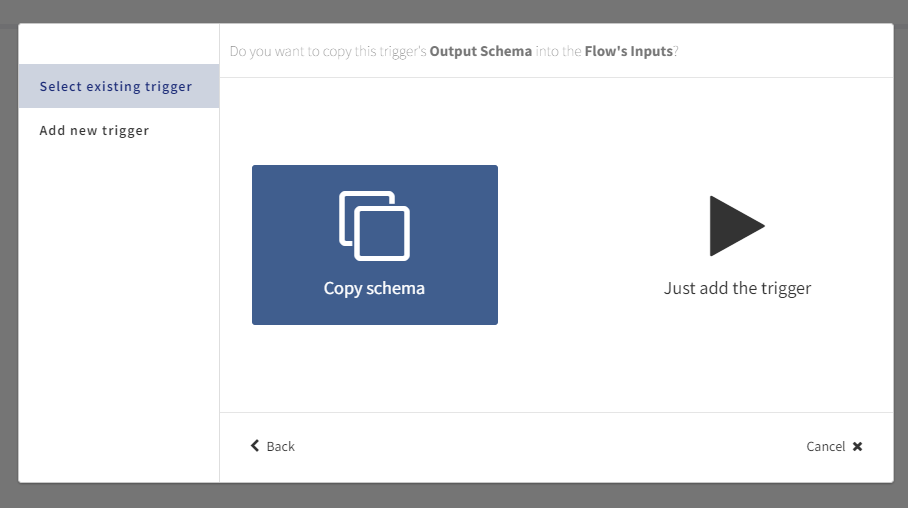 Do you want to copy this trigger's Output Schema into the Flow's Inputs?
Select existing trigger
Add new trigger
Copy schema
Just add the trigger
Back
Cancel